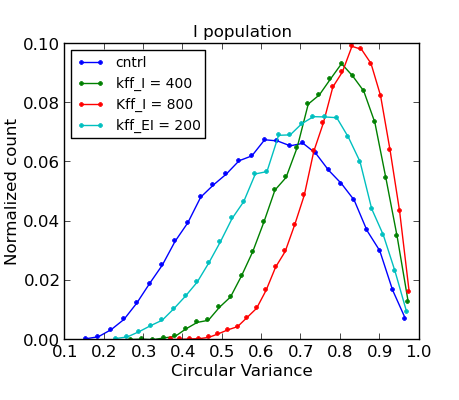 I population
cntrl
kff_I = 400
Kff_I = 800
kff_EI = 200
Normalized count
0.10
0.08
0.06
0.04
0.02
0.00
0.1 0.2 0.3 0.4 0.5 0.6 0.7 0.8 0.9 1.0
Circular Variance